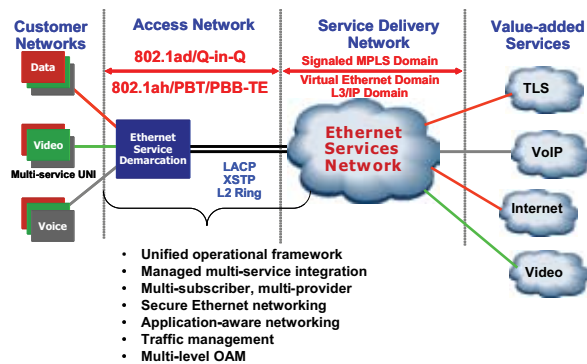 Customer
Networks
Access Network
Service Delivery
Network
Value-added
Services
802.1ad/Q-in-Q
802.1ah/PBT/PBB-TE
Signaled MPLS Domain
Virtual Ethernet Domain
L3/IP Domain
Data
Video
Multi-service UNI
Voice
Ethernet
Service
Demarcation
LACP
XSTP
L2 Ring
Ethernet
Services
Network
TLS
VoIP
Internet
Video
• Unified operational framework
• Managed multi-service integration
• Multi-subscriber, multi-provider
• Secure Ethernet networking
• Application-aware networking
• Traffic management
• Multi-level OAM